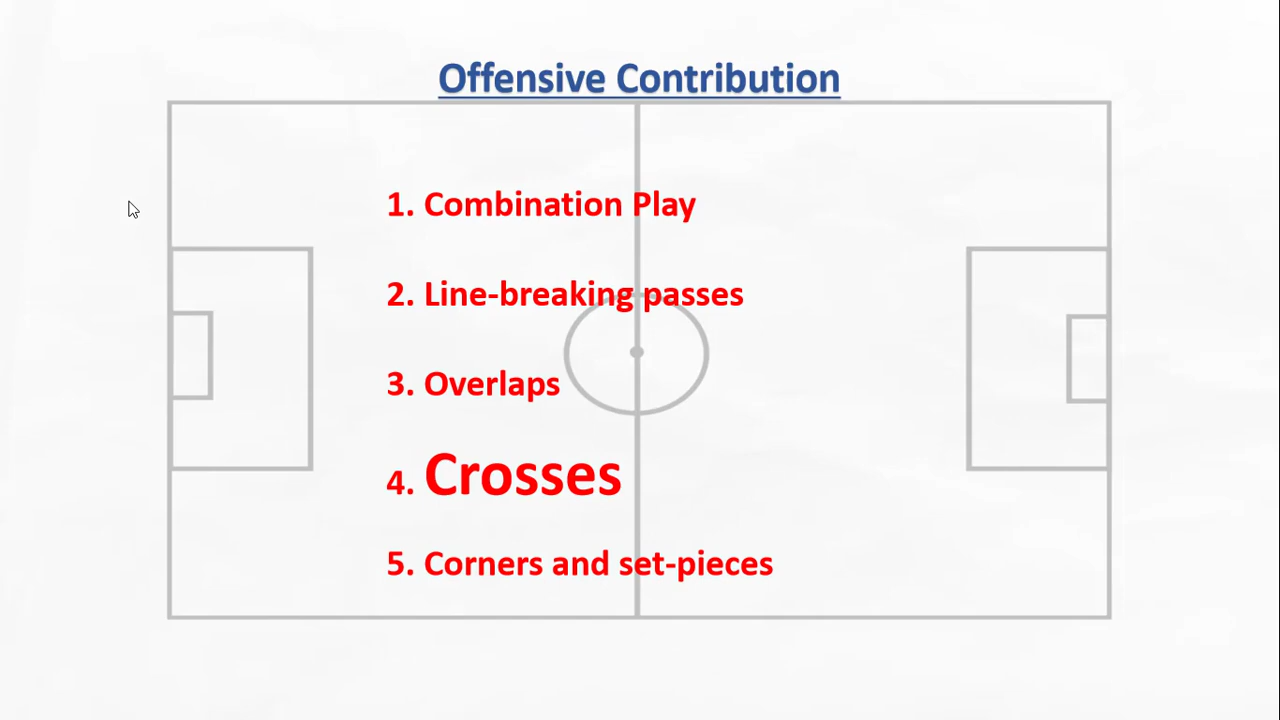 Offensive Contribution
1. Combination Play
2. Line-breaking passes
3. Overlaps
4. Crosses
5. Corners and set-pieces